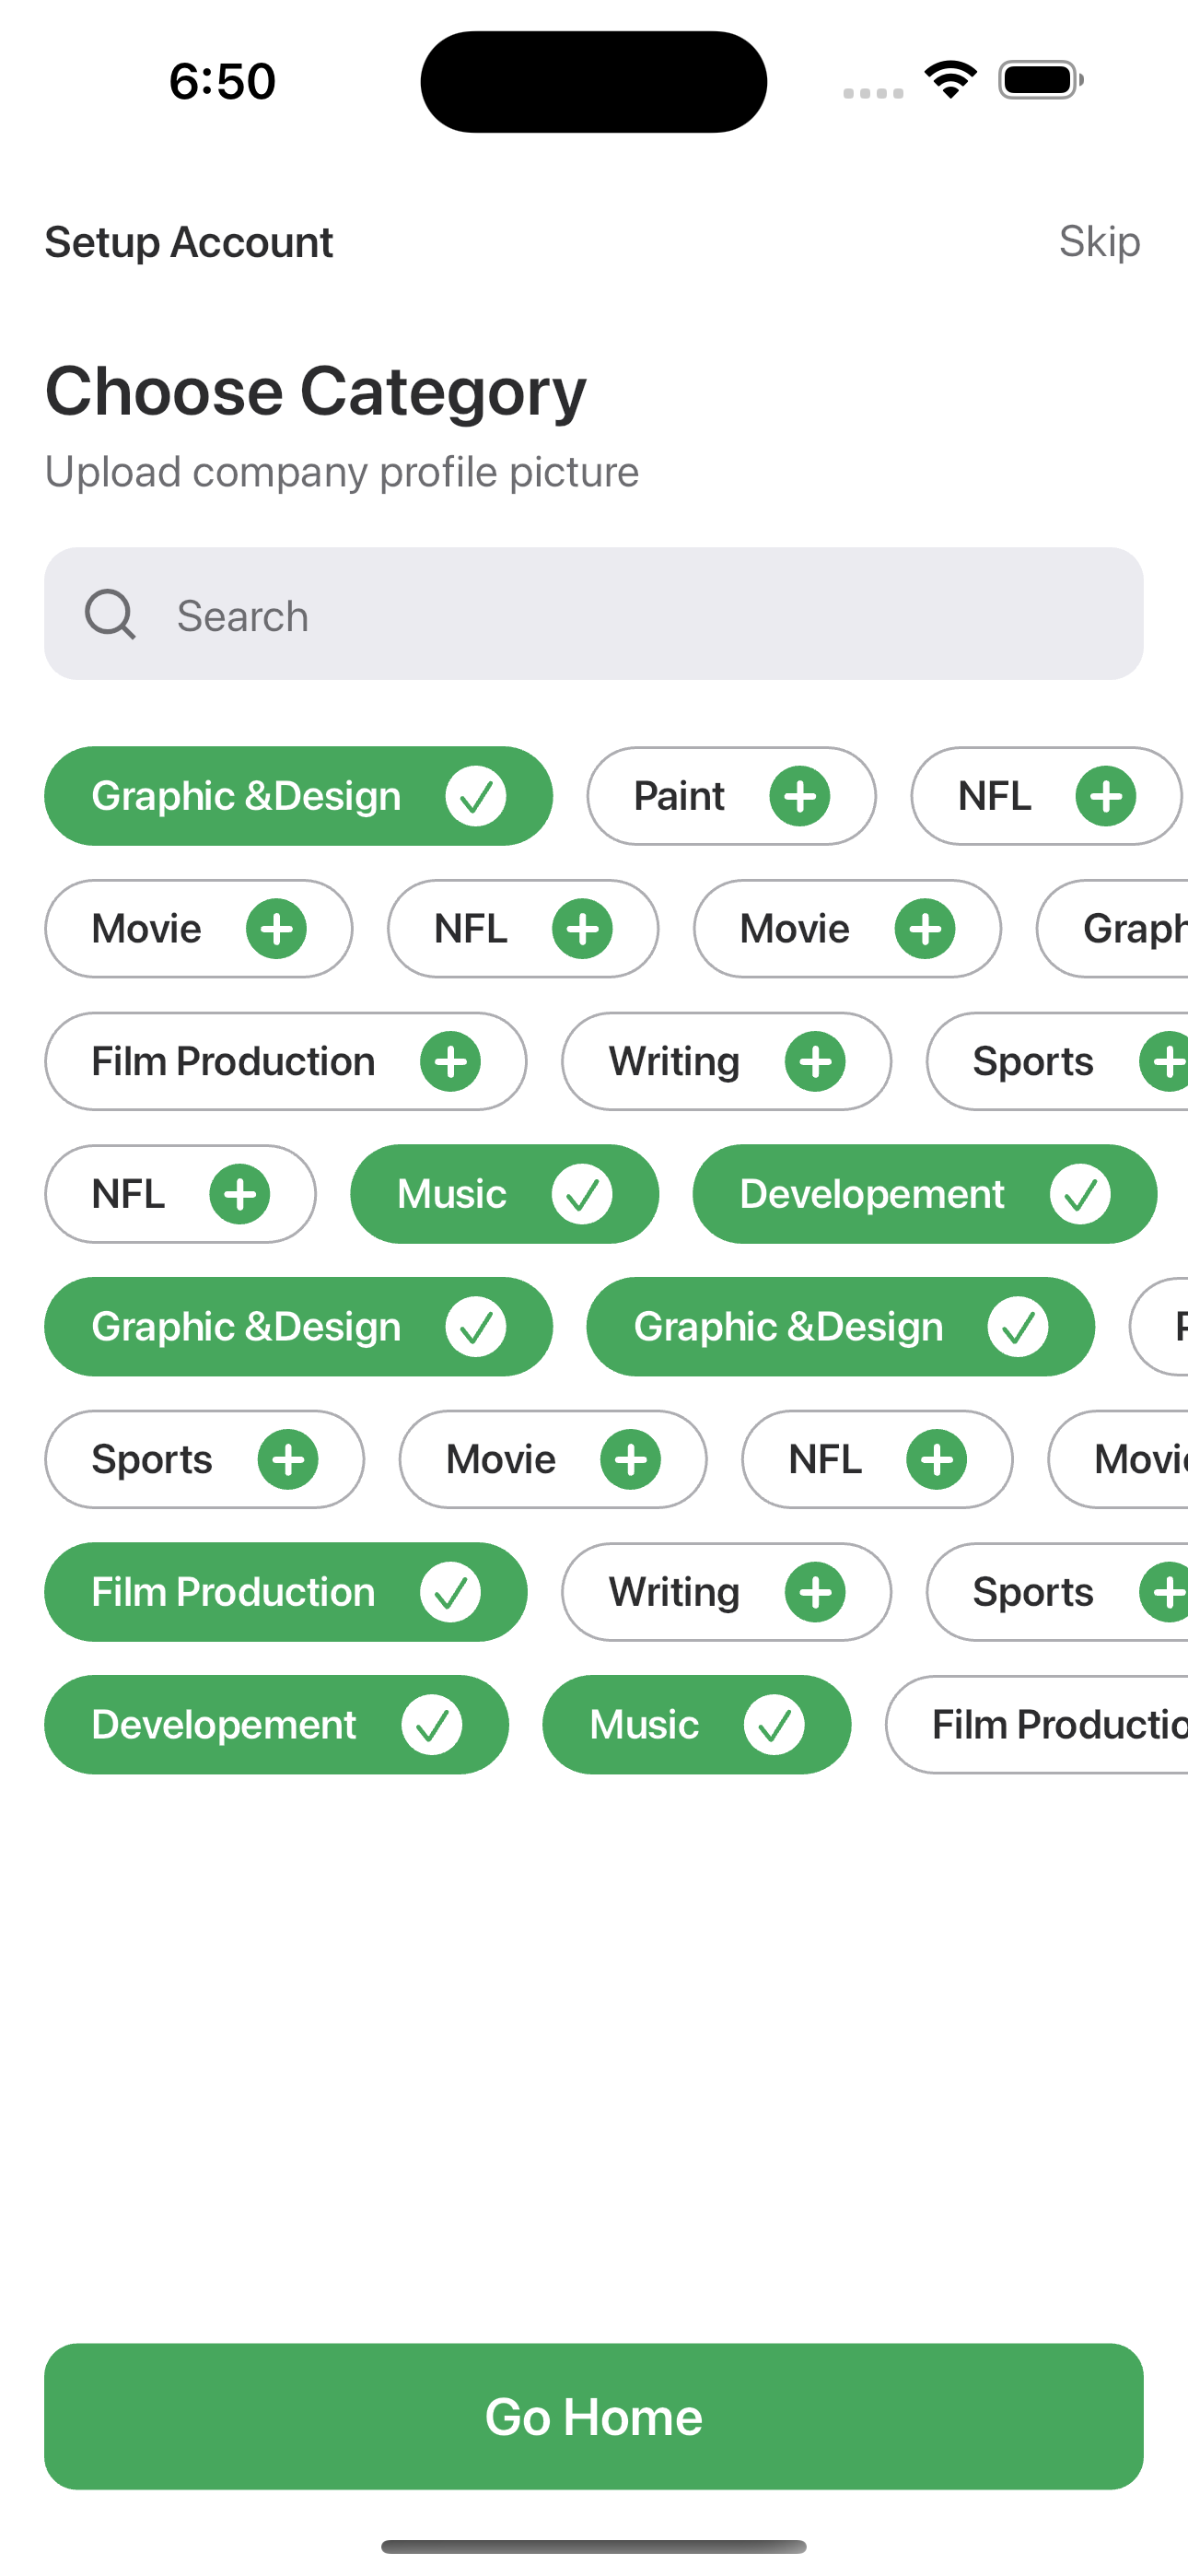 6:50
Setup Account Skip
Choose Category
Upload company profile picture
Search
Graphic &Design Paint NFL
Movie NFL Movie Graph
Film Production Writing Sports
NFL Music Developement
Graphic &Design Graphic &Design
Sports Movie NFL Movie
Film Production Writing Sports
Developement Music Film Productio
Go Home